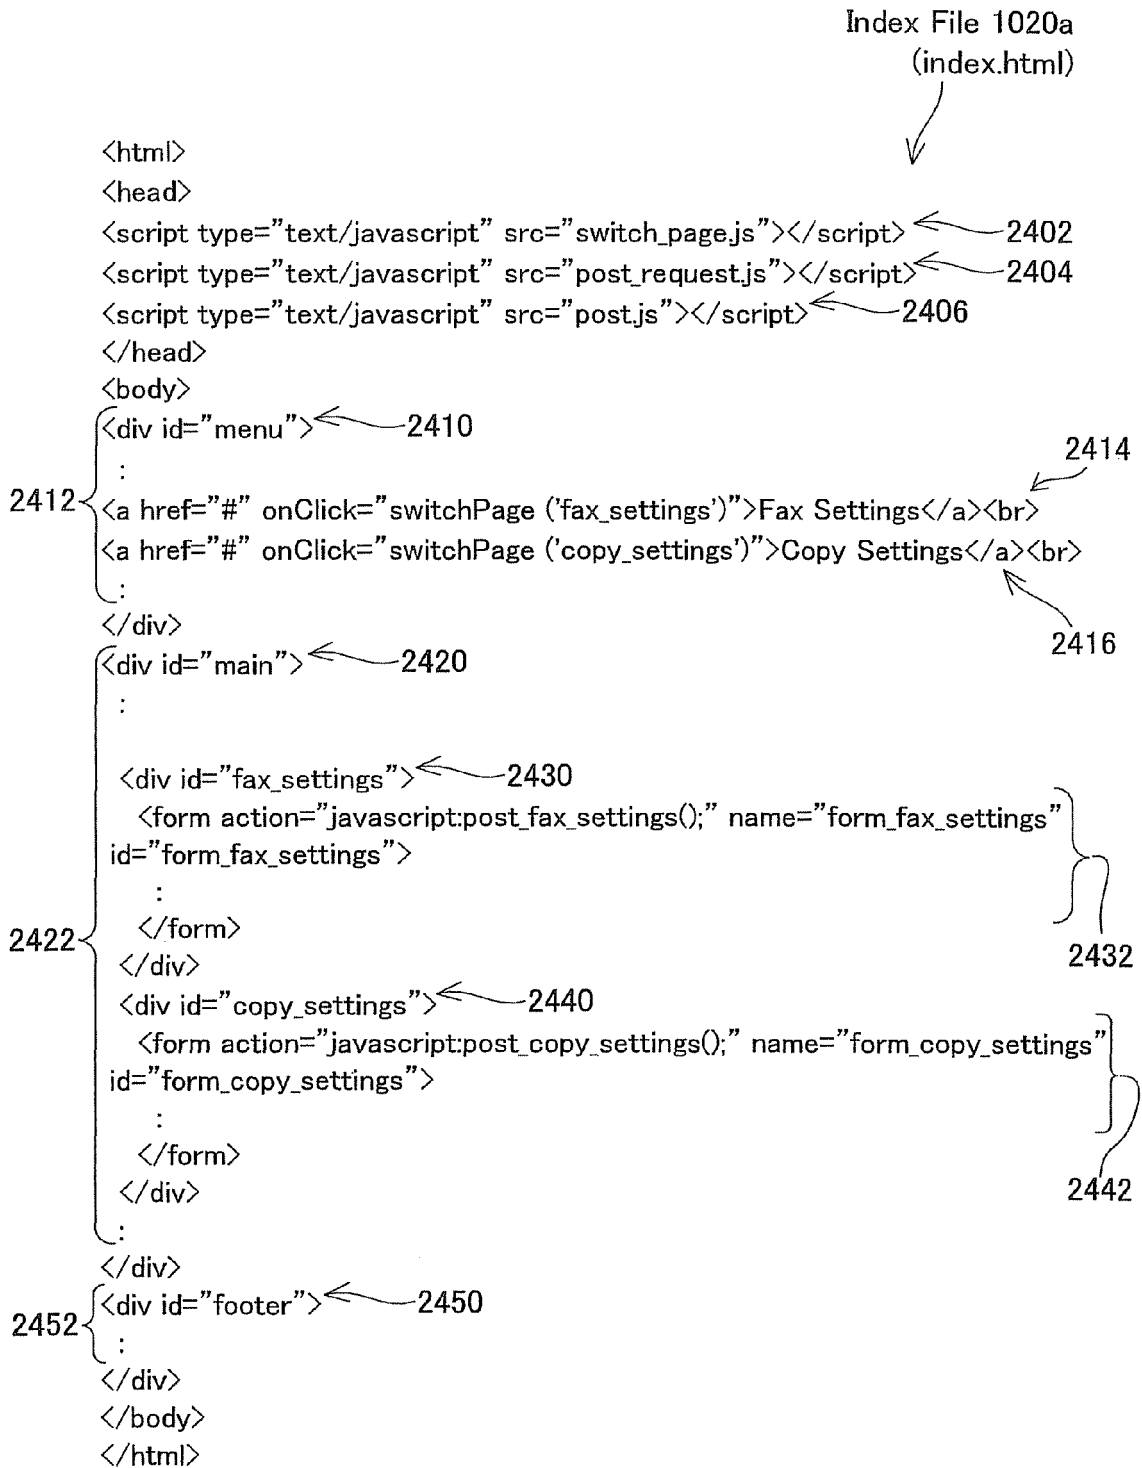 Index File 1020a
(index.html)
<html>
<head>
<script type="text/javascript" src="switch_page.js"></script> 2402
<script type="text/javascript" src="post_request.js"></script> 2404
<script type="text/javascript" src="post.js"></script> 2406
</head>
<body>
<div id="menu"> 2410
:
2414
2412
<a href="#" onClick="switchPage ('fax_settings')">Fax Settings</a><br>
<a href="#" onClick="switchPage ('copy_settings')">Copy Settings</a><br>
:
</div>
2416
<div id="main"> 2420
:
<div id="fax_settings"> 2430
<form action="javascript:post_fax_settings();" name="form_fax_settings"
id="form_fax_settings">
:
</form>
2422
2432
</div>
<div id="copy_settings"> 2440
<form action="javascript:post_copy_settings();" name="form_copy_settings"
id="form_copy_settings">
:
</form>
</div>
2442
:
</div>
<div id="footer"> 2450
2452
:
</div>
</body>
</html>